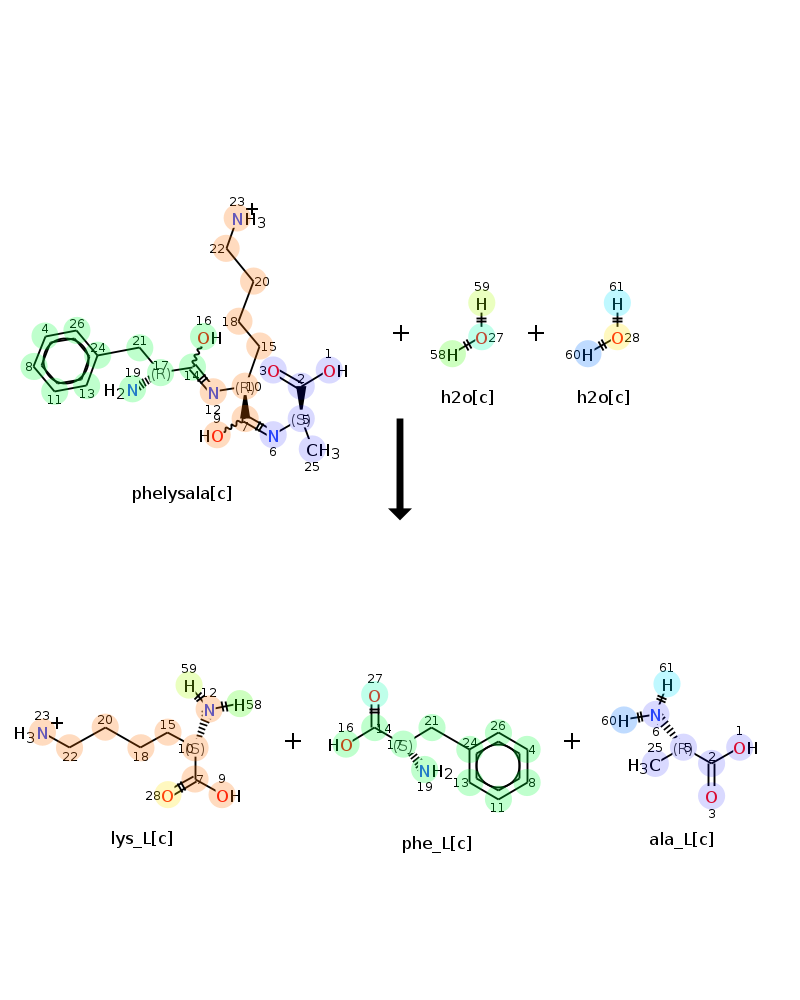 23
NH3 +
22
20
18
15
16
OH
4
26
8
24
21
17 (R)
14
11
13
19
H2N
12
N
(R) 10
3
O
1
OH
2
9
HO
7
N
6
(S) 5
CH3
25
phelysala[c]
+
59
H
58
H
O 27
h2o[c]
+
61
H
60
H
O 28
h2o[c]
59
H
12
N
H 58
23
H3N +
22
20
18
15
10 (S)
7
28
O
9
OH
lys_L[c]
+
27
O
16
HO
14
17 (S)
21
NH2
19
24
26
4
8
13
11
phe_L[c]
+
61
H
60
H
N
6
25
H3C
(R) 5
2
1
OH
O
3
ala_L[c]